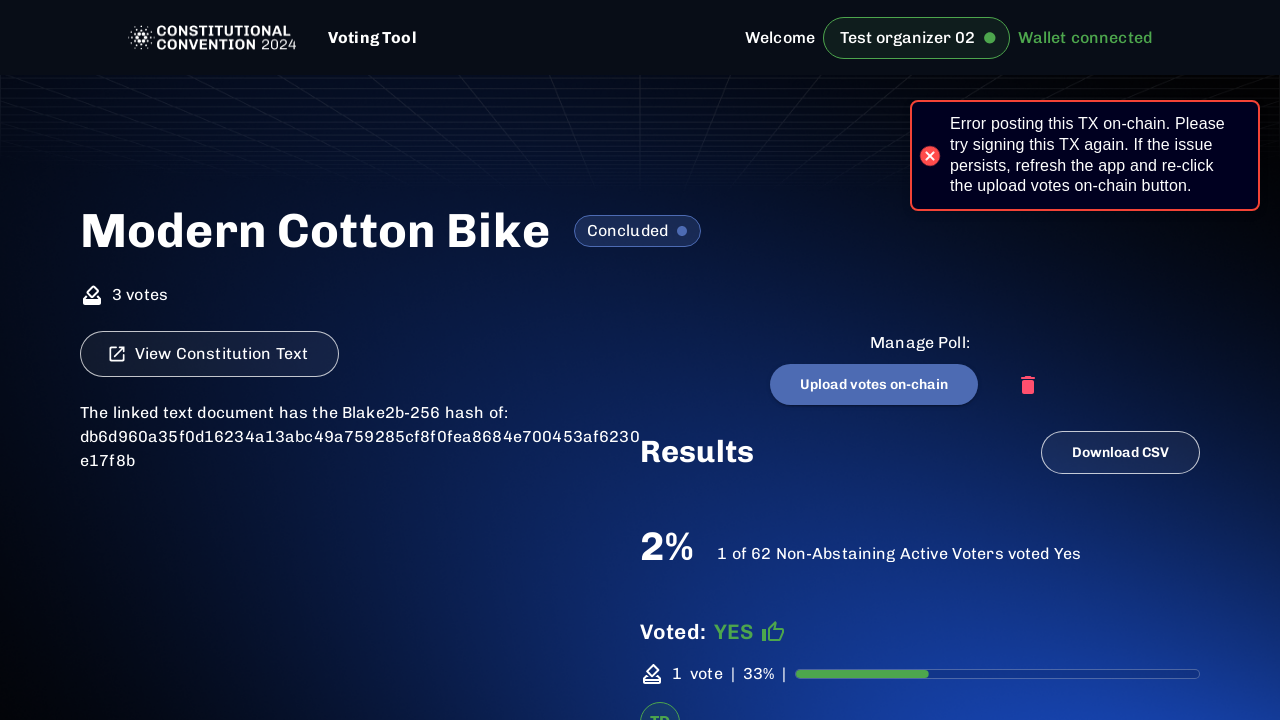 CONSTITUTIONAL
CONVENTION 2024
Voting Tool
Welcome
Test organizer 02
Wallet connected
Error posting this TX on-chain. Please
try signing this TX again. If the issue
persists, refresh the app and re-click
the upload votes on-chain button.
Modern Cotton Bike
Concluded
3 votes
View Constitution Text
Manage Poll:
Upload votes on-chain
The linked text document has the Blake2b-256 hash of:
db6d960a35f0d16234a13abc49a759285cf8f0fea8684e700453af6230
e17f8b
Results
Download CSV
2%
1 of 62 Non-Abstaining Active Voters voted Yes
Voted: YES
1 vote | 33% |